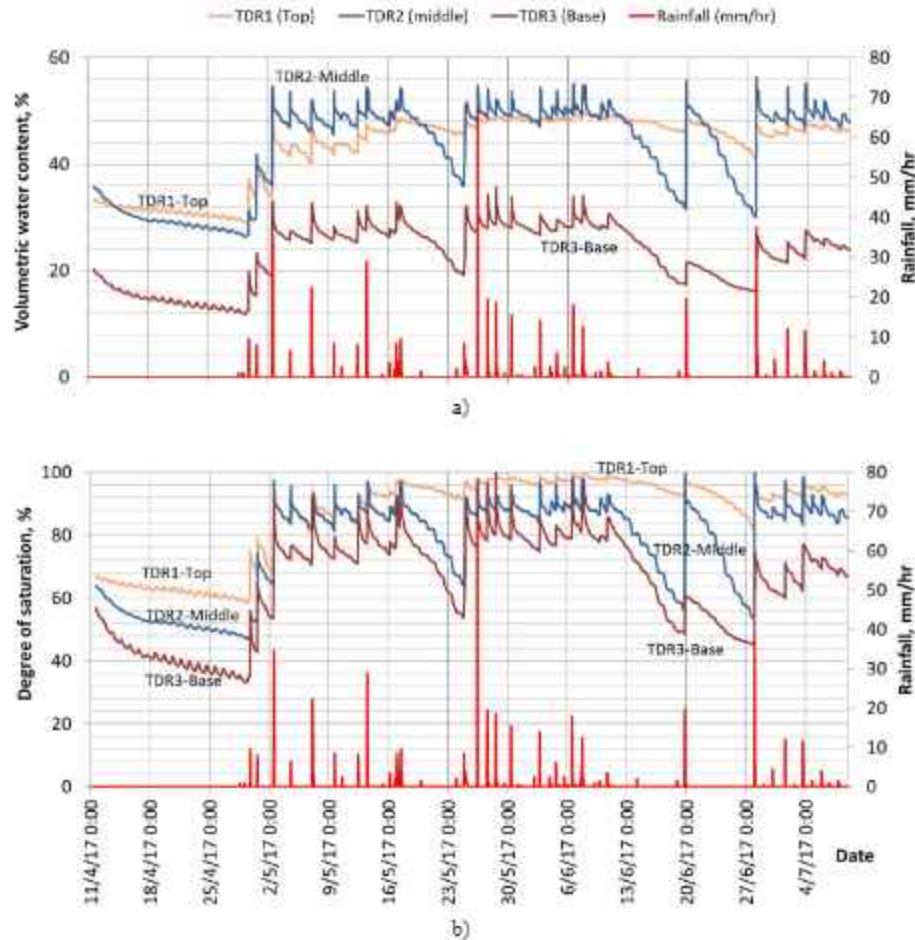 TDR1 (Top) TDR2 (middle) TDR3 (Base) Rainfall (mm/hr)
60 80
TDR2-Middle
70
60
40 50
TDR1-Top
40
TDR3-Base
30
20
20
10
0 0
Volumetric water content, %
Rainfall, mm/hr
a)
100 80
TDR1-Top
70
80
60
TDR1-Top
TDR2-Middle
50
60
TDR2-Middle
TDR3-Base
40
40
TDR3-Base
30
20
20
10
0 0
Degree of saturation, %
Rainfall, mm/hr
11/4/17 0:00
18/4/17 0:00
25/4/17 0:00
2/5/17 0:00
9/5/17 0:00
16/5/17 0:00
23/5/17 0:00
30/5/17 0:00
6/6/17 0:00
13/6/17 0:00
20/6/17 0:00
27/6/17 0:00
4/7/17 0:00
Date
b)